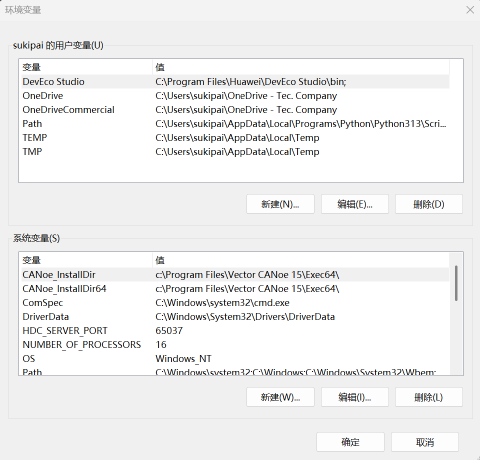 环境变量
sukipai 的用户变量(U)
变量 值
DevEco Studio C:\Program Files\Huawei\DevEco Studio\bin;
OneDrive C:\Users\sukipai\OneDrive - Tec. Company
OneDriveCommercial C:\Users\sukipai\OneDrive - Tec. Company
Path C:\Users\sukipai\AppData\Local\Programs\Python\Python313\Scri...
TEMP C:\Users\sukipai\AppData\Local\Temp
TMP C:\Users\sukipai\AppData\Local\Temp
新建(N)... 编辑(E)... 删除(D)
系统变量(S)
变量 值
CANoe_InstallDir c:\Program Files\Vector CANoe 15\Exec64\
CANoe_InstallDir64 c:\Program Files\Vector CANoe 15\Exec64\
ComSpec C:\Windows\system32\cmd.exe
DriverData C:\Windows\System32\Drivers\DriverData
HDC_SERVER_PORT 65037
NUMBER_OF_PROCESSORS 16
OS Windows_NT
Path C:\Windows\system32;C:\Windows;C:\Windows\System32\Wbem;
新建(W)... 编辑(I)... 删除(L)
确定 取消